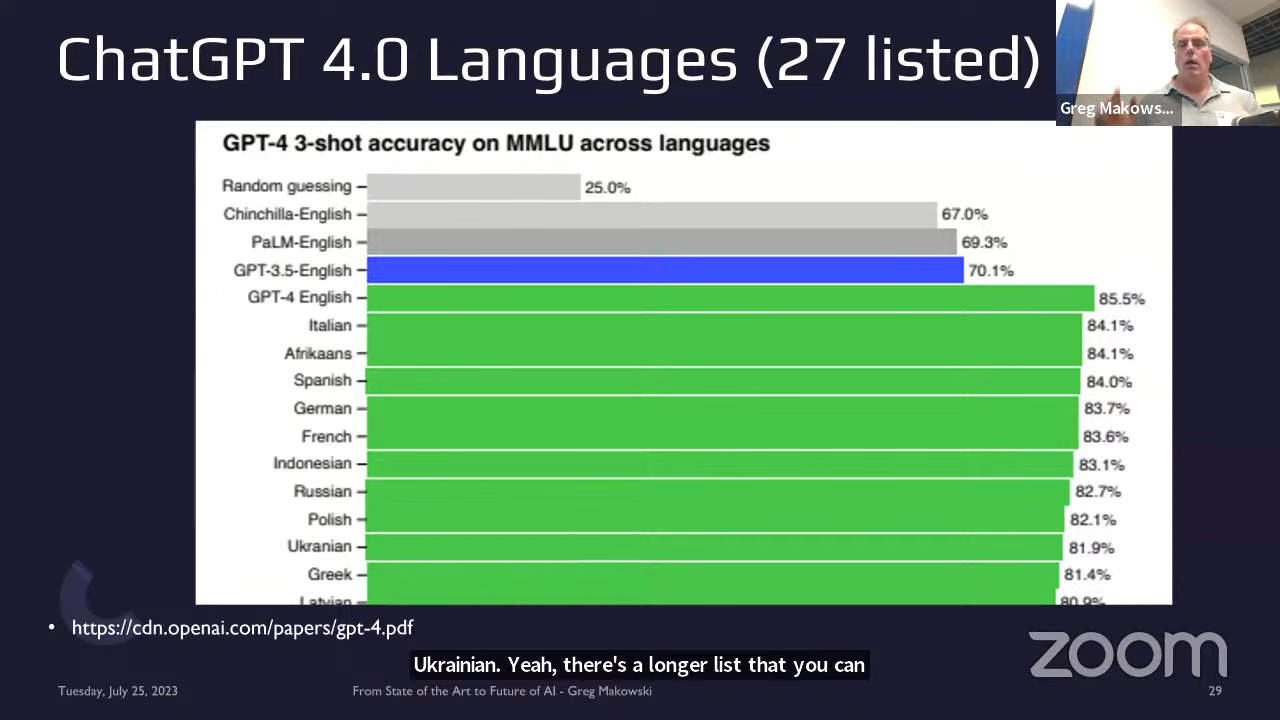 ChatGPT 4.0 Languages (27 listed)
Greg Makows...
GPT-4 3-shot accuracy on MMLU across languages
Random guessing 25.0%
Chinchilla-English 67.0%
PaLM-English 69.3%
GPT-3.5-English 70.1%
GPT-4 English 85.5%
Italian 84.1%
Afrikaans 84.1%
Spanish 84.0%
German 83.7%
French 83.6%
Indonesian 83.1%
Russian 82.7%
Polish 82.1%
Ukranian 81.9%
Greek 81.4%
Latvian 80.9%
• https://cdn.openai.com/papers/gpt-4.pdf
Ukrainian. Yeah, there's a longer list that you can
zoom
Tuesday, July 25, 2023 From State of the Art to Future of AI - Greg Makowski 29